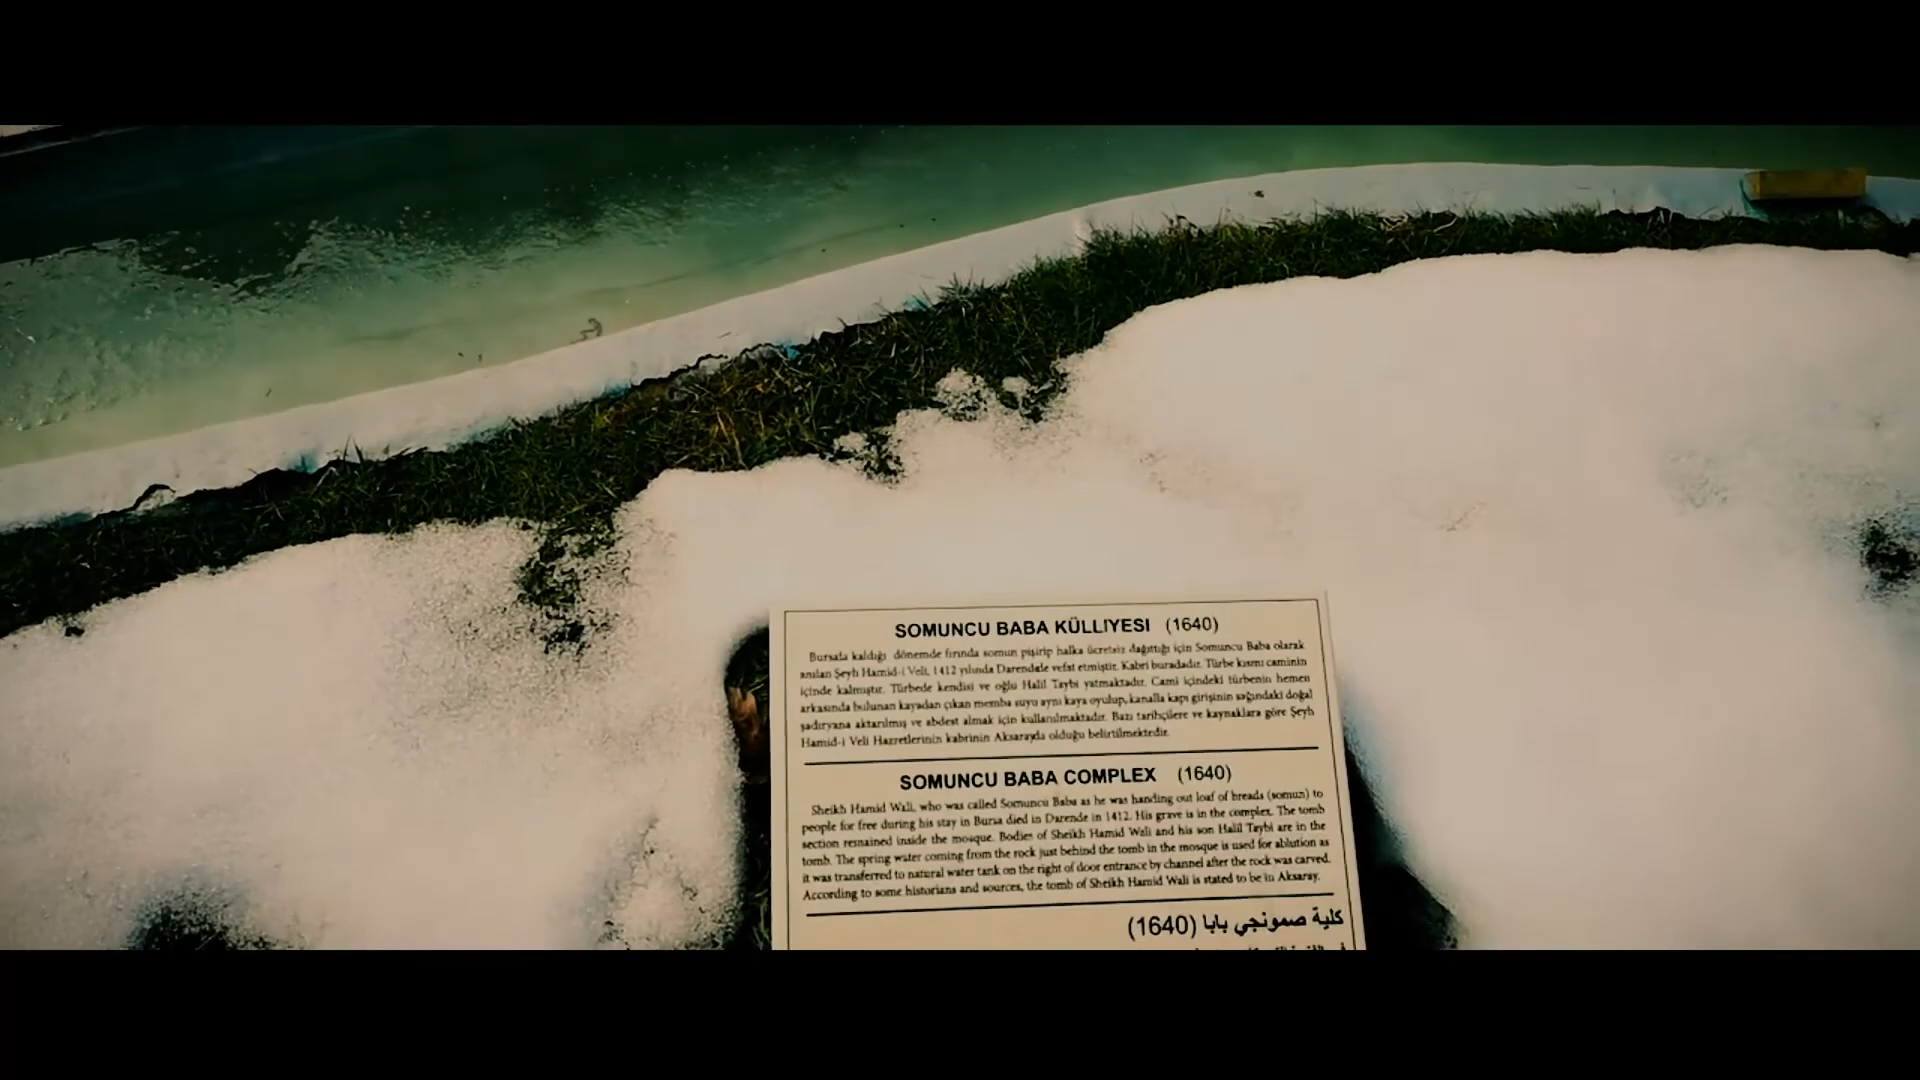 SOMUNCU BABA KÜLLIYESI (1640)
Bursada kaldığı dönemde fırında somun pişirip halka ücretsiz dağıttığı için Somuncu Baba olarak
anılan Şeyh Hamid-i Veli, 1412 yılında Darendede vefat etmiştir. Kabri buradadır. Türbe kısmı caminin
içinde kalmıştır. Türbede kendisi ve oğlu Halil Taybi yatmaktadır. Cami içindeki türbenin hemen
arkasında bulunan kayadan çıkan memba suyu aynı kaya oyulup, kanalla kapı girişinin sağındaki doğal
şadırvana aktarılmış ve abdest almak için kullanılmaktadır. Bazı tarihçilere ve kaynaklara göre Şeyh
Hamid-i Veli Hazretlerinin kabrinin Aksarayda olduğu belirtilmektedir.
SOMUNCU BABA COMPLEX (1640)
Sheikh Hamid Wali, who was called Somuncu Baba as he was handing out loaf of breads (somun) to
people for free during his stay in Bursa died in Darende in 1412. His grave is in the complex. The tomb
section remained inside the mosque. Bodies of Sheikh Hamid Wali and his son Halil Taybi are in the
tomb. The spring water coming from the rock just behind the tomb in the mosque is used for ablution as
it was transferred to natural water tank on the right of door entrance by channel after the rock was carved.
According to some historians and sources, the tomb of Sheikh Hamid Wali is stated to be in Aksaray.
كلية صمونجي بابا (1640)